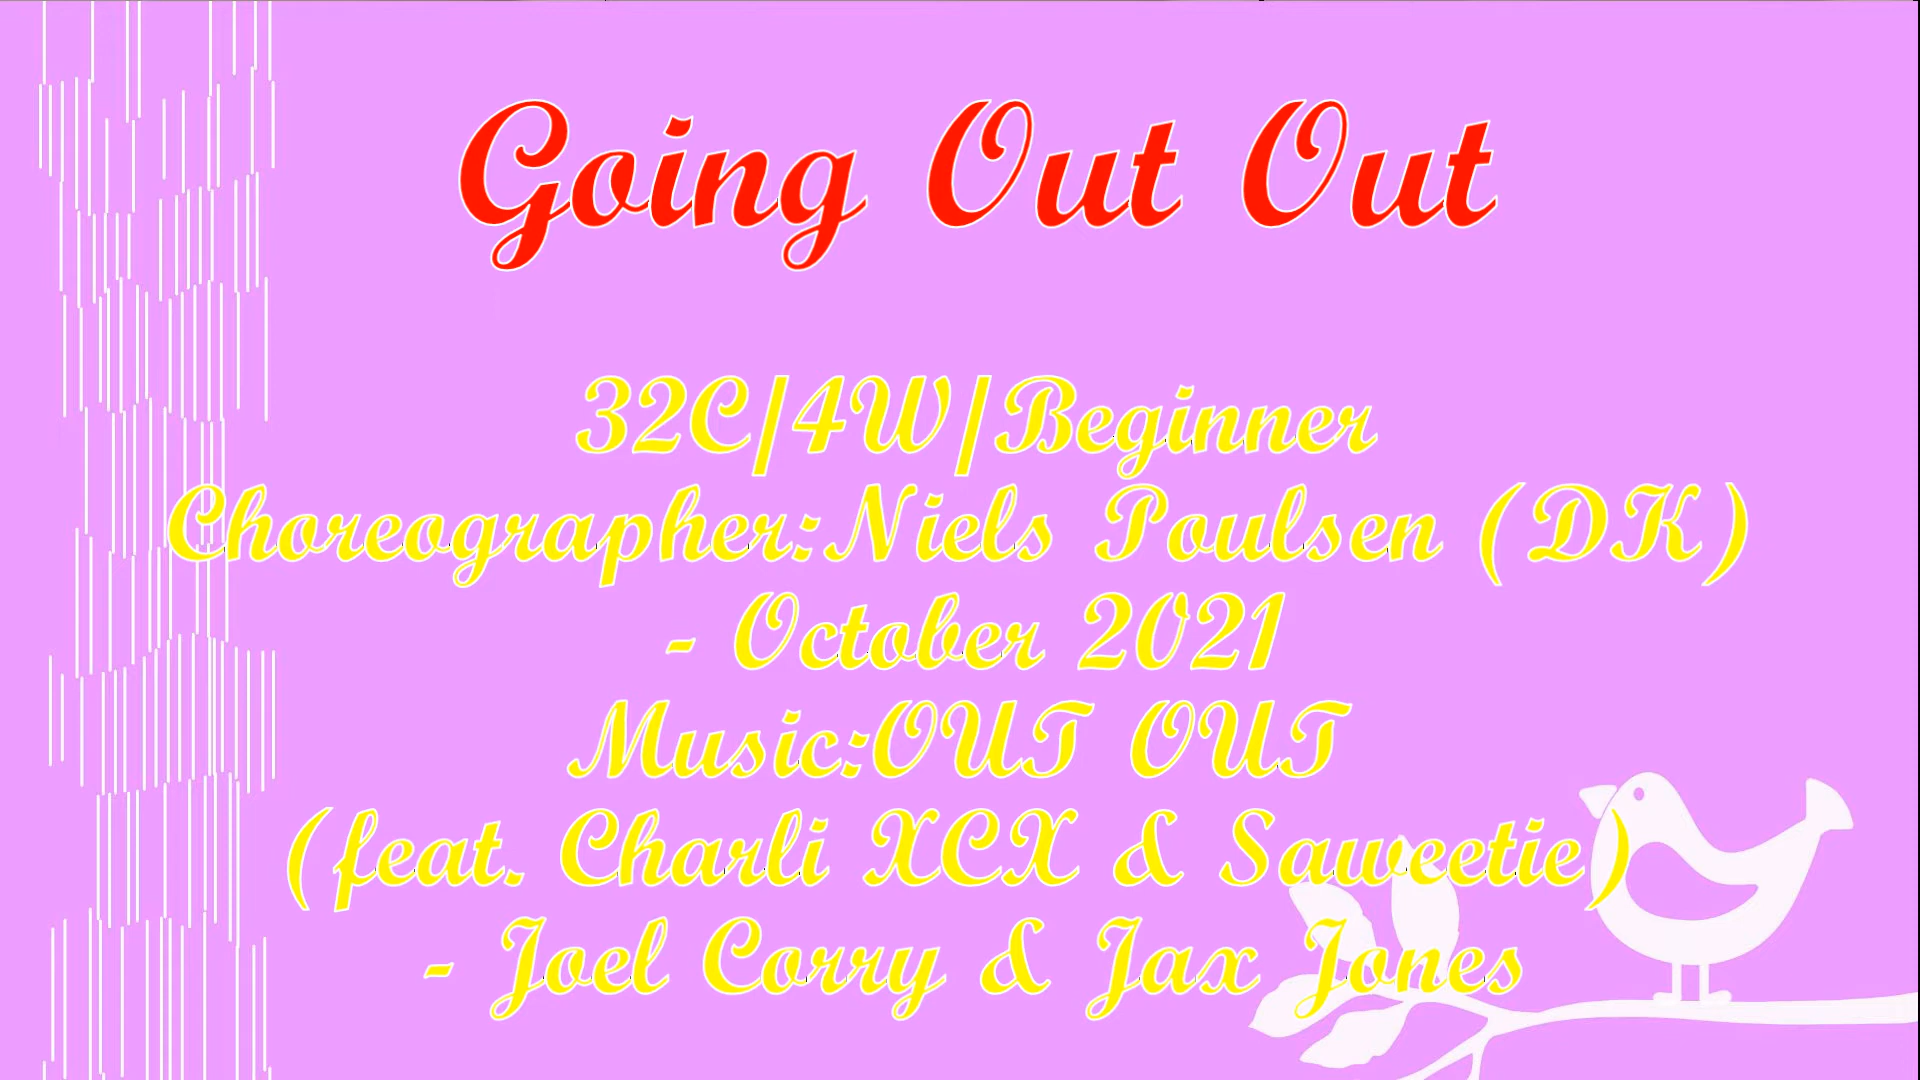 Going Out Out
32C/4W/Beginner
Choreographer:Niels Poulsen (DK)
- October 2021
Music:OUT OUT
(feat. Charli XCX & Saweetie)
- Joel Corry & Jax Jones